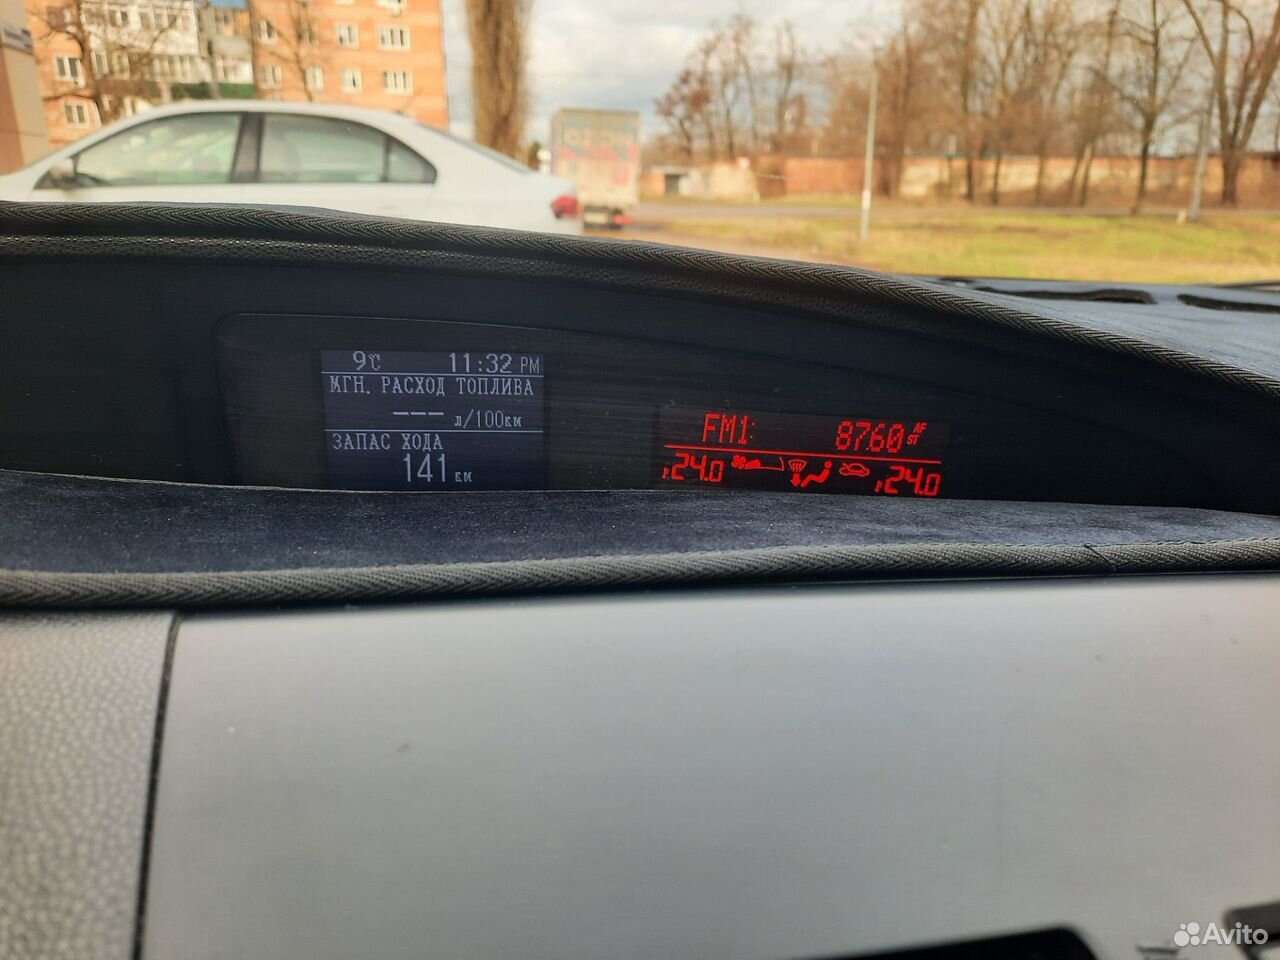 9°C 11:32 PM
МГН. РАСХОД ТОПЛИВА
--- л/100км
ЗАПАС ХОДА
141 км
FM1 87.60 AF ST
24.0 24.0
Avito